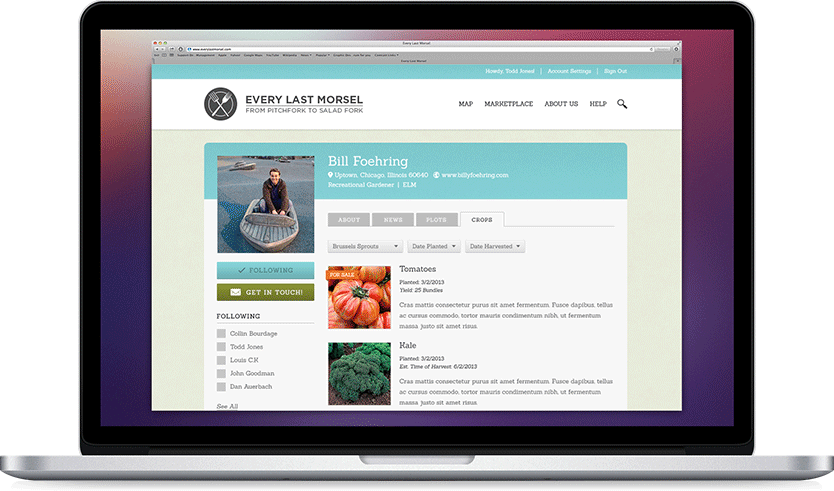 Every Last Morsel
www.everylastmorsel.com
Every Last Morsel
Howdy, Todd Jones! | Account Settings | Sign Out
EVERY LAST MORSEL
FROM PITCHFORK TO SALAD FORK
MAP MARKETPLACE ABOUT US HELP
Bill Foehring
Uptown, Chicago, Illinois 60640 www.billyfoehring.com
Recreational Gardener | ELM
ABOUT NEWS PLOTS CROPS
Brussels Sprouts Date Planted Date Harvested
FOLLOWING
GET IN TOUCH!
FOLLOWING
Collin Bourdage
Todd Jones
Louis C.K
John Goodman
Dan Auerbach
See All
FOR SALE
Tomatoes
Planted: 3/2/2013
Yield: 25 Bundles
Cras mattis consectetur purus sit amet fermentum. Fusce dapibus, tellus
ac cursus commodo, tortor mauris condimentum nibh, ut fermentum
massa justo sit amet risus.
Kale
Planted: 3/2/2013
Est. Time of Harvest: 6/2/2013
Cras mattis consectetur purus sit amet fermentum. Fusce dapibus, tellus
ac cursus commodo, tortor mauris condimentum nibh, ut fermentum
massa justo sit amet risus.